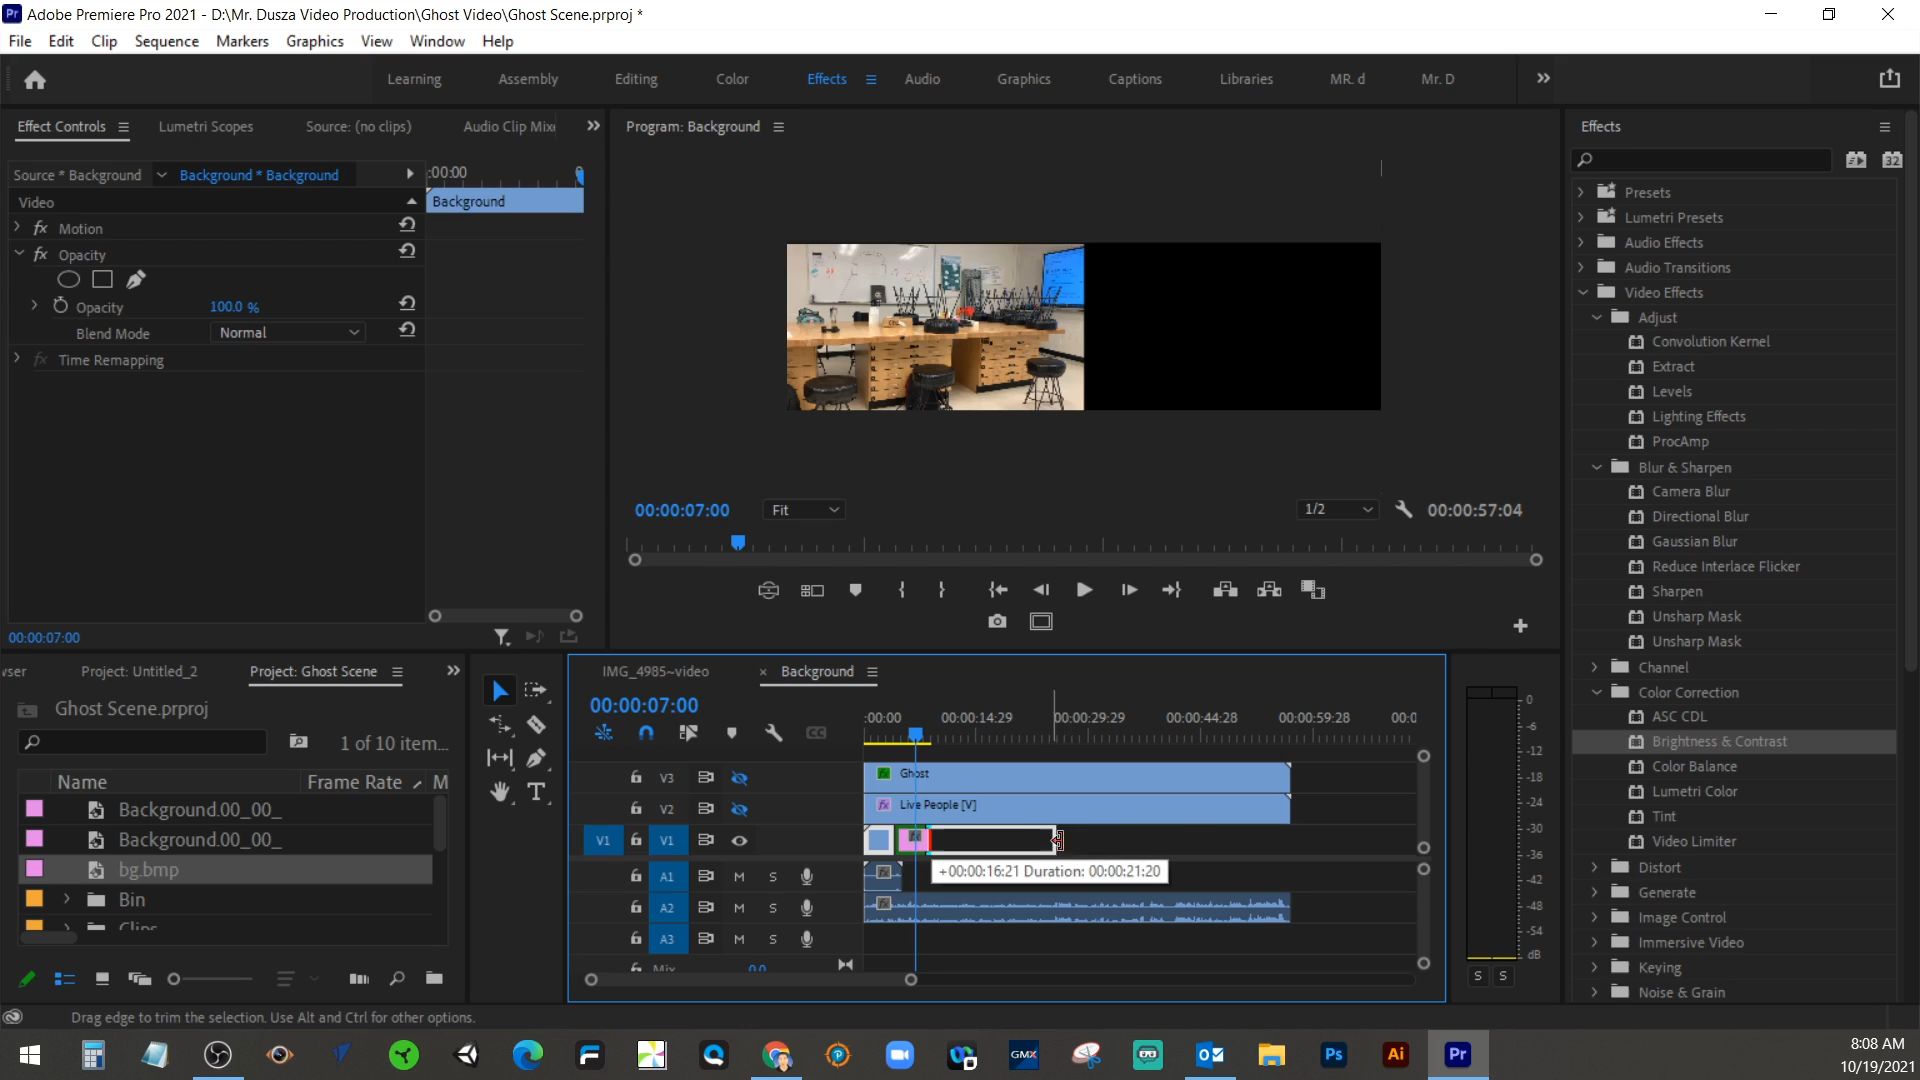 Adobe Premiere Pro 2021 - D:\Mr. Dusza Video Production\Ghost Video\Ghost Scene.prproj *
File Edit Clip Sequence Markers Graphics View Window Help
Learning Assembly Editing Color Effects Audio Graphics Captions Libraries MR. d Mr. D
Effect Controls Lumetri Scopes Source: (no clips) Audio Clip Mix
Program: Background
Effects
Source * Background Background * Background :00:00
32
Video
Background
Motion
Opacity
Opacity 100.0 %
Blend Mode Normal
Time Remapping
00:00:07:00
00:00:07:00 Fit 1/2 00:00:57:04
Presets
Lumetri Presets
Audio Effects
Audio Transitions
Video Effects
Adjust
Convolution Kernel
Extract
Levels
Lighting Effects
ProcAmp
Blur & Sharpen
Camera Blur
Directional Blur
Gaussian Blur
Reduce Interlace Flicker
Sharpen
Unsharp Mask
Unsharp Mask
Channel
Color Correction
ASC CDL
Brightness & Contrast
Color Balance
Lumetri Color
Tint
Video Limiter
Distort
Generate
Image Control
Immersive Video
Keying
Noise & Grain
wser Project: Untitled_2 Project: Ghost Scene
Ghost Scene.prproj
1 of 10 item...
Name Frame Rate M
Background.00_00_
Background.00_00_
bg.bmp
Bin
Clips
IMG_4985~video × Background
00:00:07:00
:00:00 00:00:14:29 00:00:29:29 00:00:44:28 00:00:59:28 00:0
V3 Ghost
V2 Live People [V]
V1 V1
+00:00:16:21 Duration: 00:00:21:20
A1 M S
A2 M S
A3 M S
Mix 0.0
0
-6
-12
-18
-24
-30
-36
-42
-48
-54
dB
S S
Drag edge to trim the selection. Use Alt and Ctrl for other options.
GMX Ps Ai Pr
8:08 AM
10/19/2021